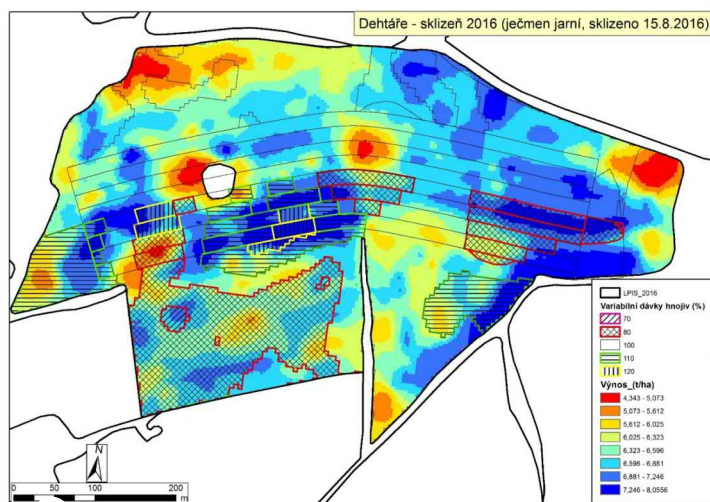 Dehtáře - sklizeň 2016 (ječmen jarní, sklizeno 15.8.2016)
LPIS_2016
Variabilní dávky hnojiv (%)
70
80
100
110
120
Výnos_(t/ha)
4,343 - 5,073
5,073 - 5,612
5,612 - 6,025
6,025 - 6,323
6,323 - 6,596
6,596 - 6,881
6,881 - 7,246
7,246 - 8,0556
N
0 50 100 200
m